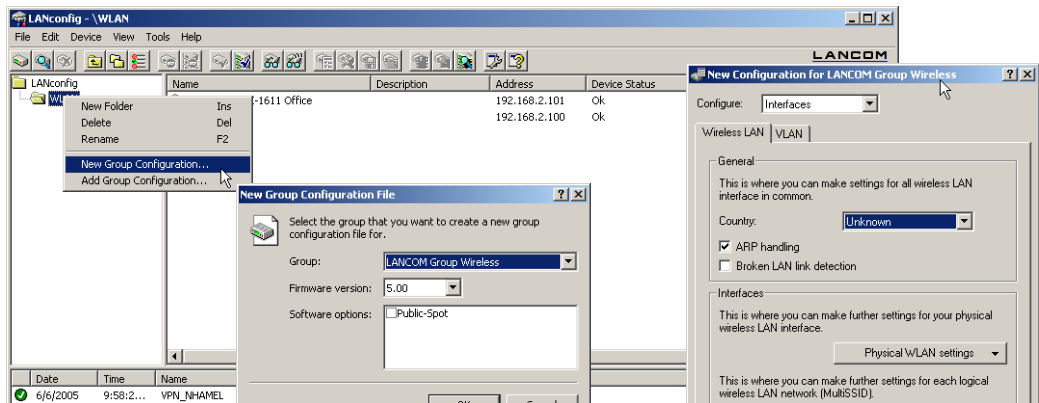 LANconfig - \WLAN
File Edit Device View Tools Help
LANCOM
LANconfig
Name Description Address Device Status
-1611 Office 192.168.2.101 Ok
192.168.2.100 Ok
New Folder Ins
Delete Del
Rename F2
New Group Configuration...
Add Group Configuration...
New Group Configuration File
Select the group that you want to create a new group
configuration file for.
Group: LANCOM Group Wireless
Firmware version: 5.00
Software options: Public-Spot
Date Time Name
6/6/2005 9:58:2... VPN_NHAMEL
New Configuration for LANCOM Group Wireless
Configure: Interfaces
Wireless LAN VLAN
General
This is where you can make settings for all wireless LAN
interface in common.
Country: Unknown
ARP handling
Broken LAN link detection
Interfaces
This is where you can make further settings for your physical
wireless LAN interface.
Physical WLAN settings
This is where you can make further settings for each logical
wireless LAN network (MultiSSID).